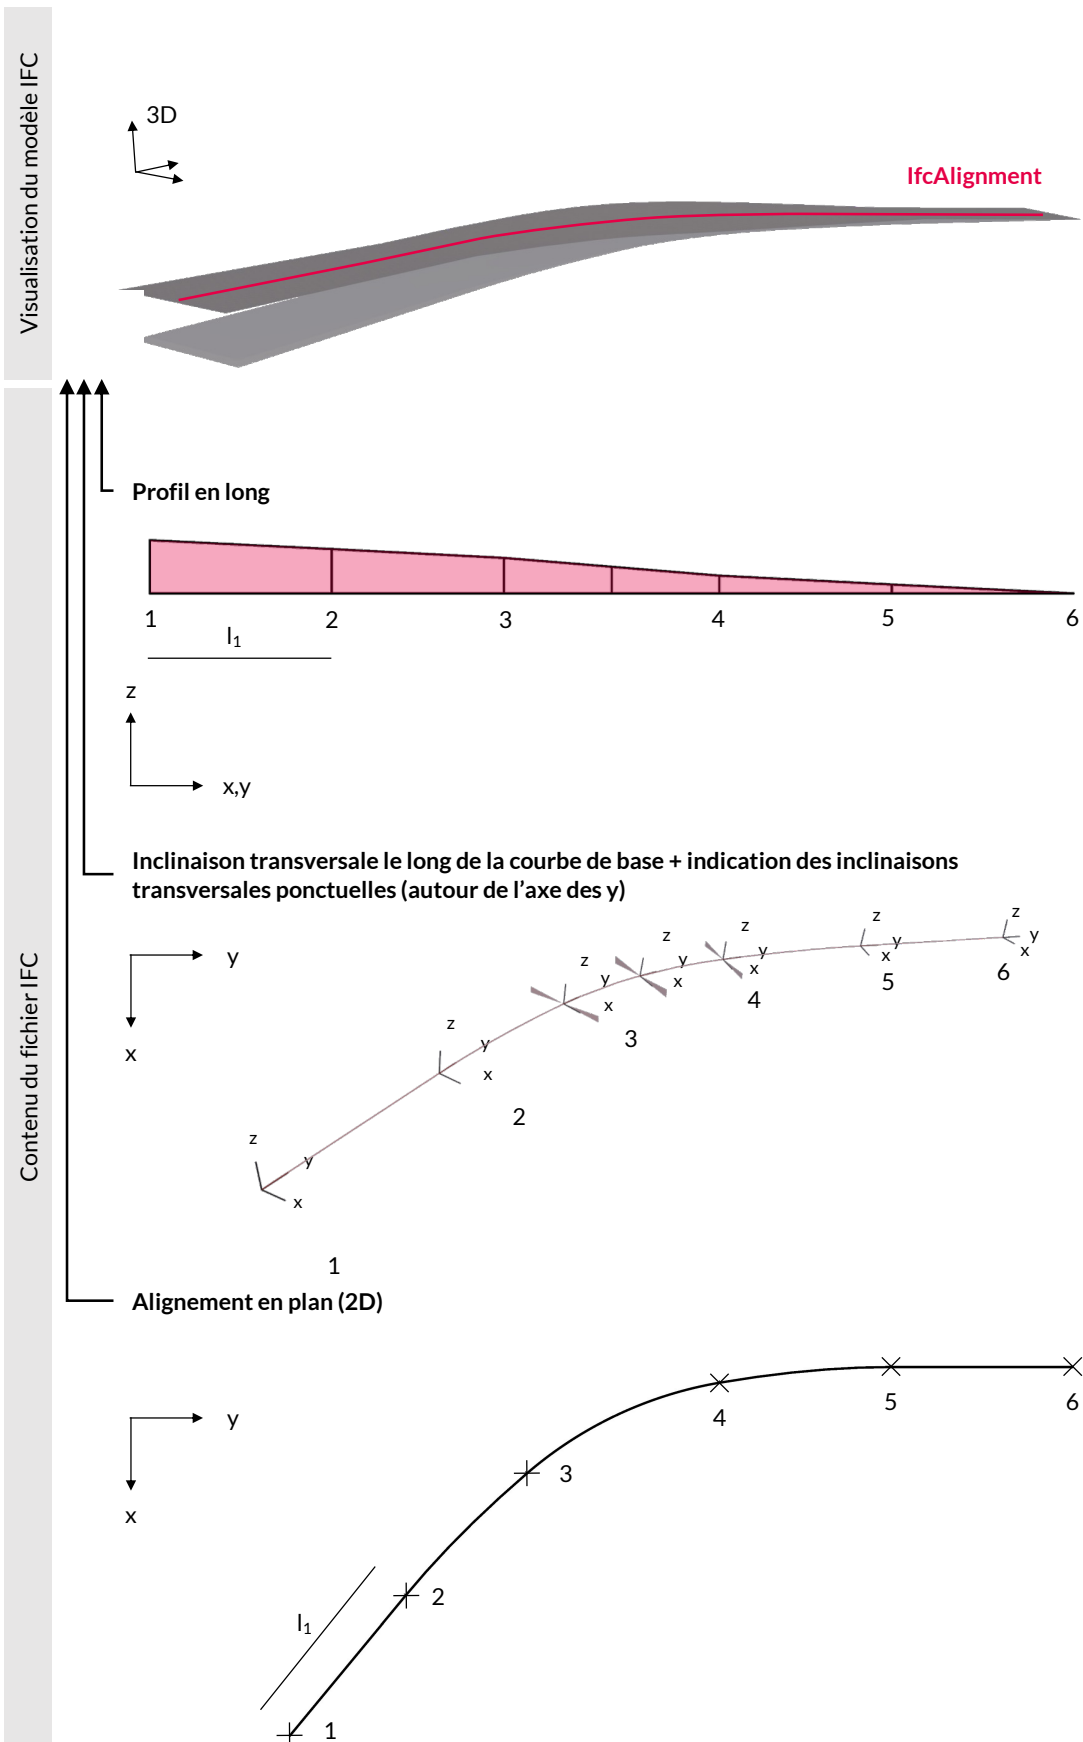 Visualisation du modèle IFC
3D
IfcAlignment
Contenu du fichier IFC
Profil en long
1 2 3 4 5 6
l₁
z
x,y
Inclinaison transversale le long de la courbe de base + indication des inclinaisons
transversales ponctuelles (autour de l’axe des y)
y
x
z y x 1
z y x 2
z y x 3
z y x
z y x 4
z y x 5
z y x 6
Alignement en plan (2D)
y
x
l₁
1
2
3
4
5
6